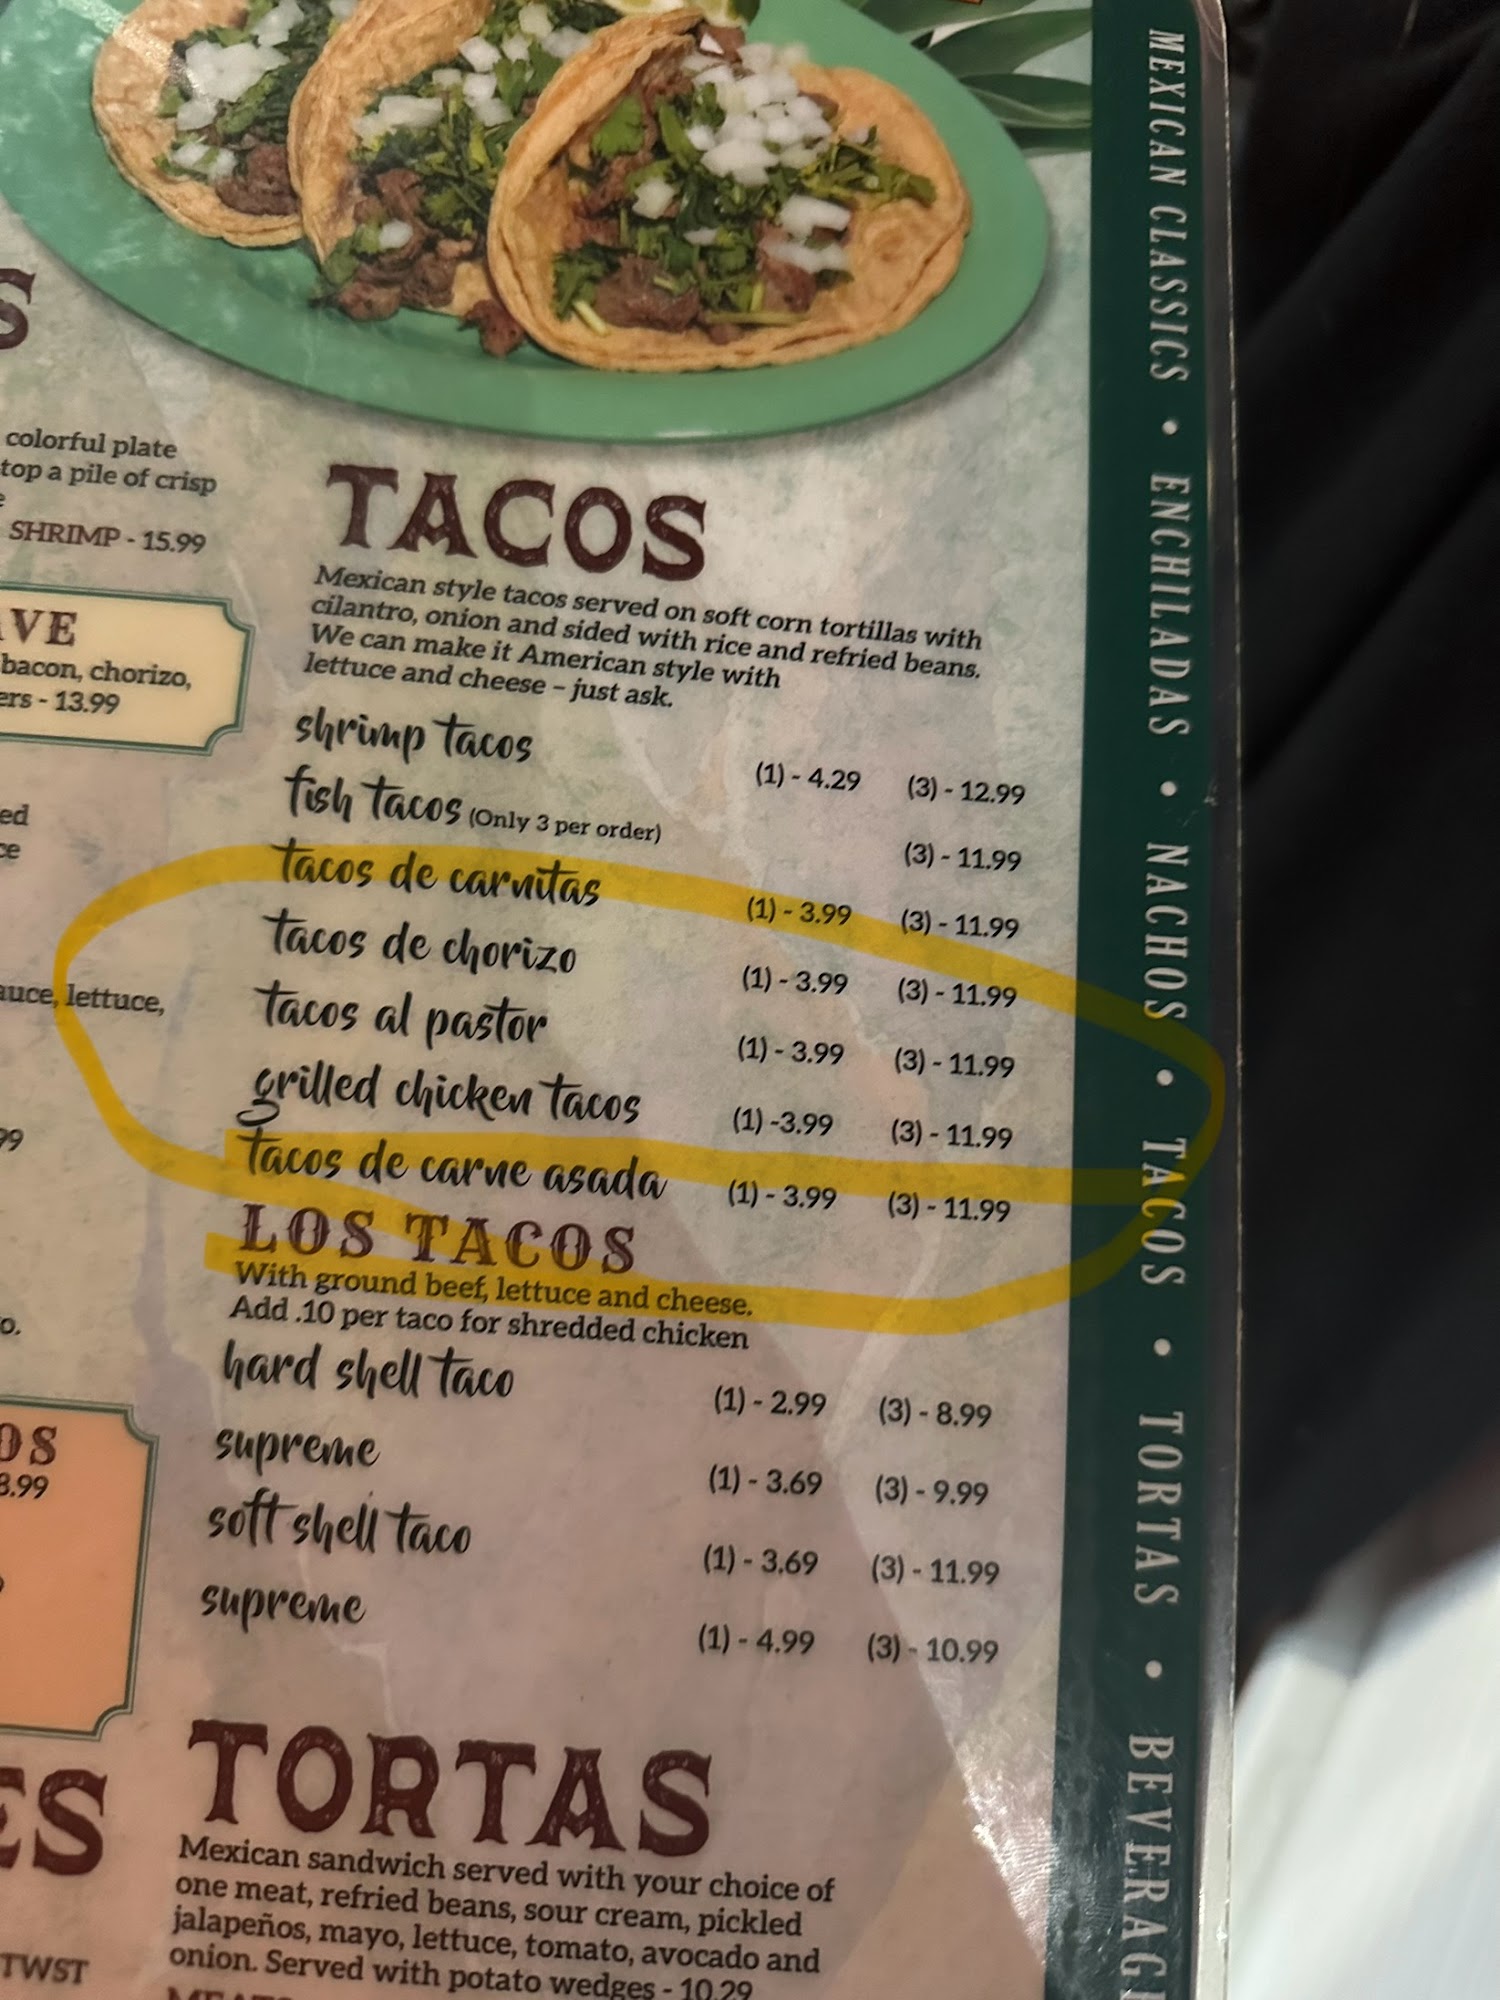 S
colorful plate
top a pile of crisp
SHRIMP - 15.99
bacon, chorizo,
- 13.99
lettuce,
TACOS
Mexican style tacos served on soft corn tortillas with
cilantro, onion and sided with rice and refried beans.
We can make it American style with
lettuce and cheese – just ask.
shrimp tacos (1) - 4.29 (3) - 12.99
fish tacos (Only 3 per order) (3) - 11.99
tacos de carnitas (1) - 3.99 (3) - 11.99
tacos de chorizo (1) - 3.99 (3) - 11.99
tacos al pastor (1) - 3.99 (3) - 11.99
grilled chicken tacos (1) -3.99 (3) - 11.99
tacos de carne asada (1) - 3.99 (3) - 11.99
LOS TACOS
With ground beef, lettuce and cheese.
Add .10 per taco for shredded chicken
hard shell taco (1) - 2.99 (3) - 8.99
supreme (1) - 3.69 (3) - 9.99
soft shell taco (1) - 3.69 (3) - 11.99
supreme (1) - 4.99 (3) - 10.99
TORTAS
Mexican sandwich served with your choice of
one meat, refried beans, sour cream, pickled
jalapeños, mayo, lettuce, tomato, avocado and
onion. Served with potato wedges - 10.29
TWST
MEXICAN CLASSICS • ENCHILADAS • NACHOS • TACOS • TORTAS • BEVERAG